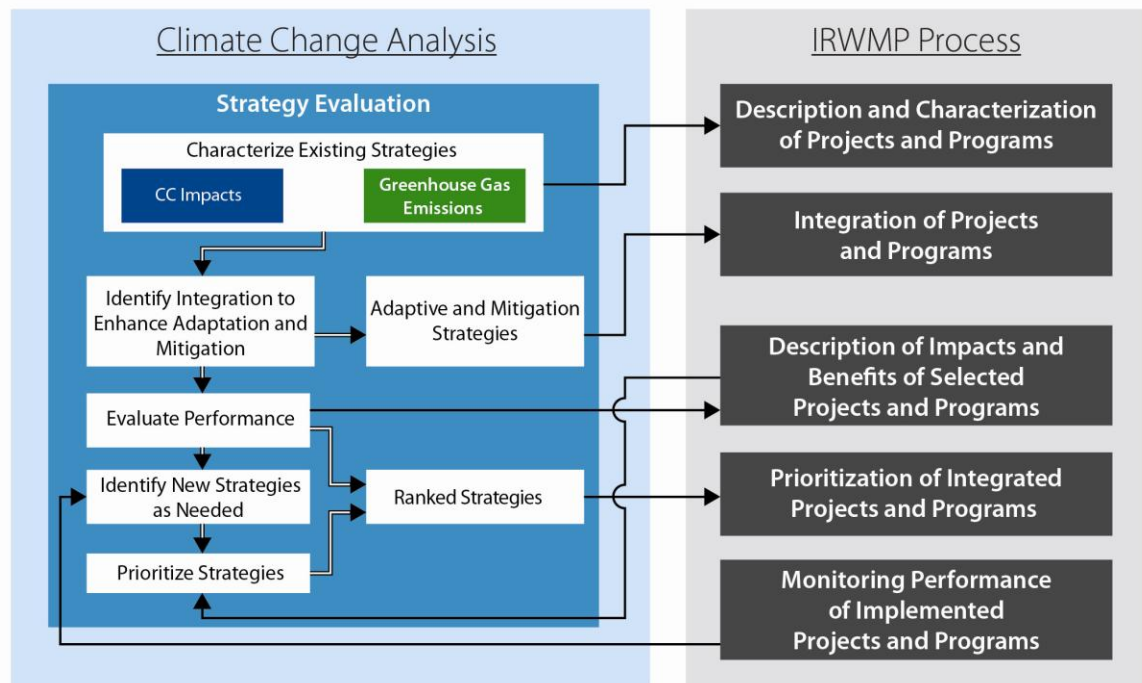 Climate Change Analysis
Strategy Evaluation
Characterize Existing Strategies
CC Impacts
Greenhouse Gas
Emissions
Identify Integration to
Enhance Adaptation and
Mitigation
Adaptive and Mitigation
Strategies
Evaluate Performance
Identify New Strategies
as Needed
Ranked Strategies
Prioritize Strategies
IRWMP Process
Description and Characterization
of Projects and Programs
Integration of Projects
and Programs
Description of Impacts and
Benefits of Selected
Projects and Programs
Prioritization of Integrated
Projects and Programs
Monitoring Performance
of Implemented
Projects and Programs